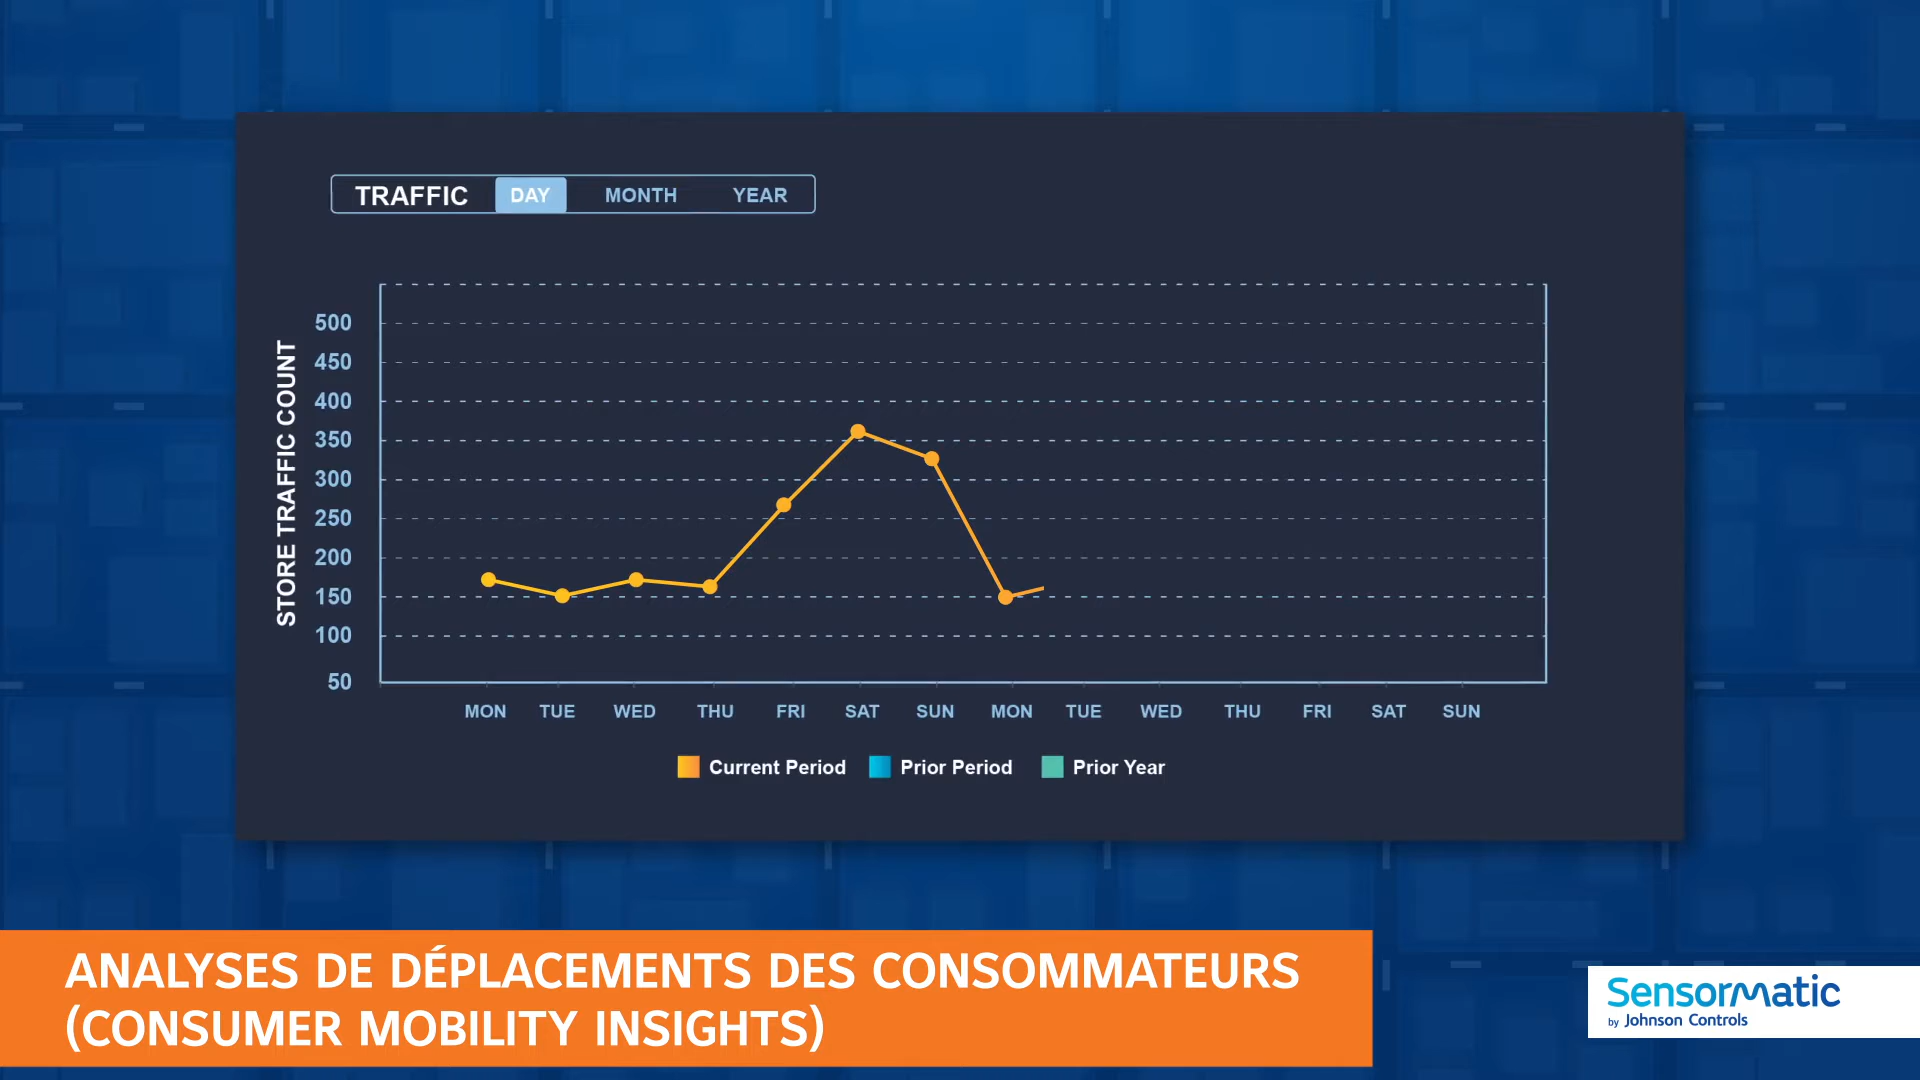 TRAFFIC DAY MONTH YEAR
STORE TRAFFIC COUNT
500
450
400
350
300
250
200
150
100
50
MON TUE WED THU FRI SAT SUN MON TUE WED THU FRI SAT SUN
Current Period Prior Period Prior Year
ANALYSES DE DÉPLACEMENTS DES CONSOMMATEURS
(CONSUMER MOBILITY INSIGHTS)
Sensormatic
by Johnson Controls